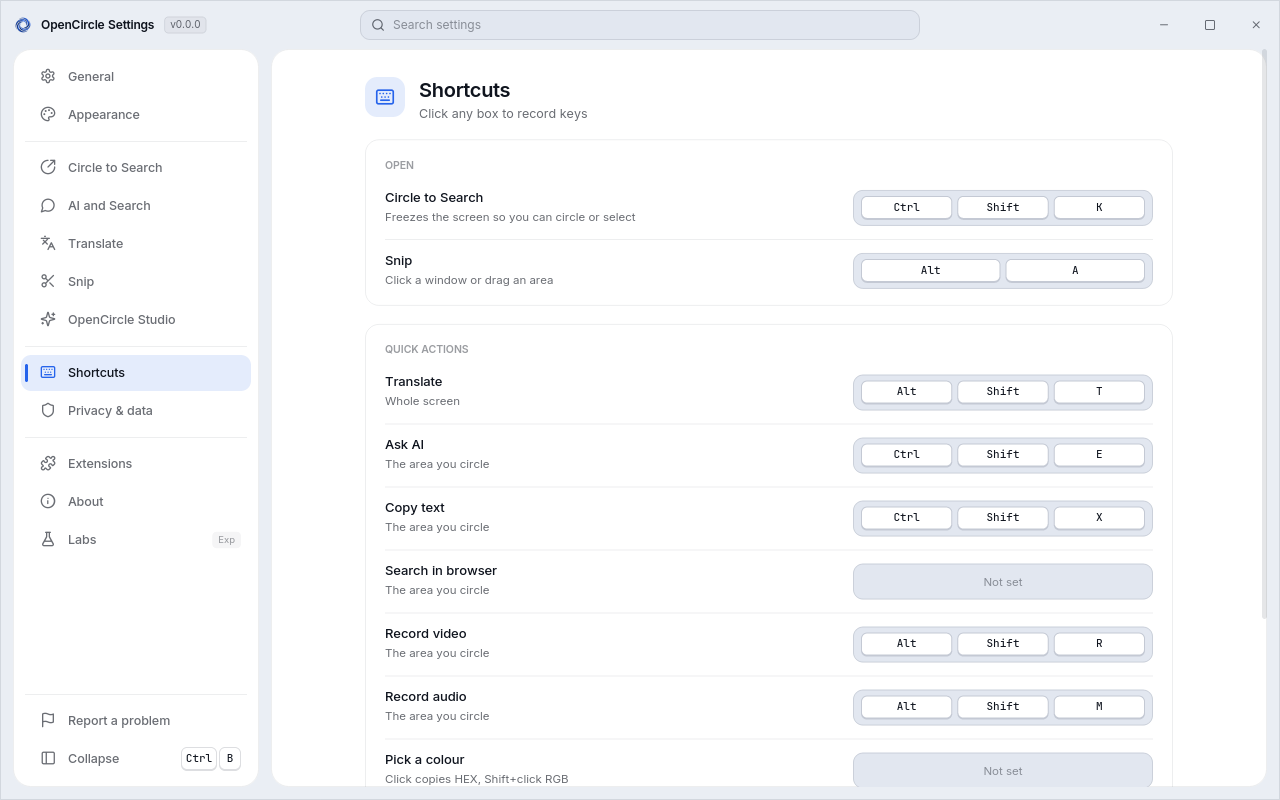 OpenCircle Settings v0.0.0
Search settings
General
Appearance
Circle to Search
AI and Search
Translate
Snip
OpenCircle Studio
Shortcuts
Privacy & data
Extensions
About
Labs Exp
Report a problem
Collapse Ctrl B
Shortcuts
Click any box to record keys
OPEN
Circle to Search
Freezes the screen so you can circle or select
Ctrl Shift K
Snip
Click a window or drag an area
Alt A
QUICK ACTIONS
Translate
Whole screen
Alt Shift T
Ask AI
The area you circle
Ctrl Shift E
Copy text
The area you circle
Ctrl Shift X
Search in browser
The area you circle
Not set
Record video
The area you circle
Alt Shift R
Record audio
The area you circle
Alt Shift M
Pick a colour
Click copies HEX, Shift+click RGB
Not set